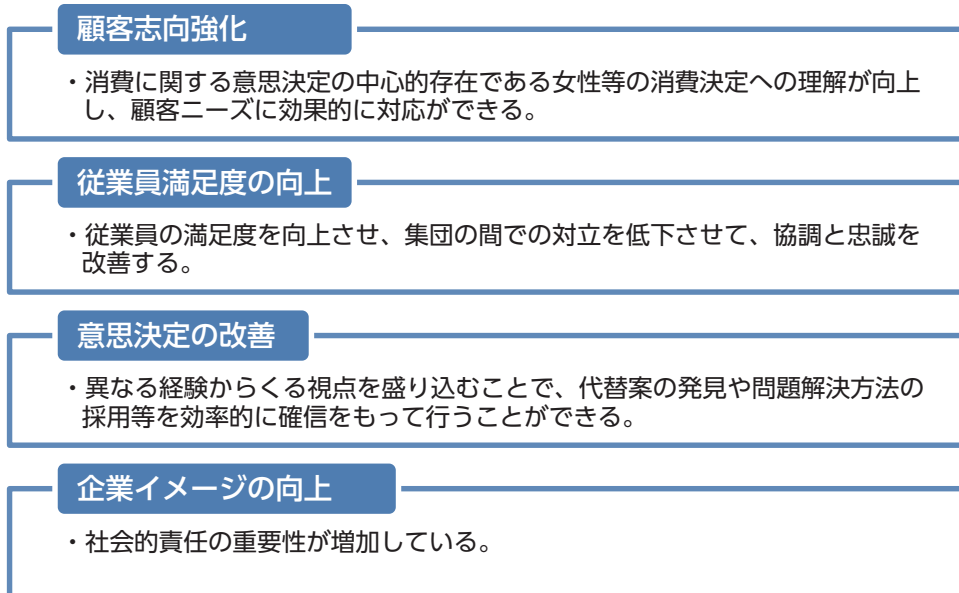 顧客志向強化
・消費に関する意思決定の中心的存在である女性等の消費決定への理解が向上
し、顧客ニーズに効果的に対応ができる。
従業員満足度の向上
・従業員の満足度を向上させ、集団の間での対立を低下させて、協調と忠誠を
改善する。
意思決定の改善
・異なる経験からくる視点を盛り込むことで、代替案の発見や問題解決方法の
採用等を効率的に確信をもって行うことができる。
企業イメージの向上
・社会的責任の重要性が増加している。